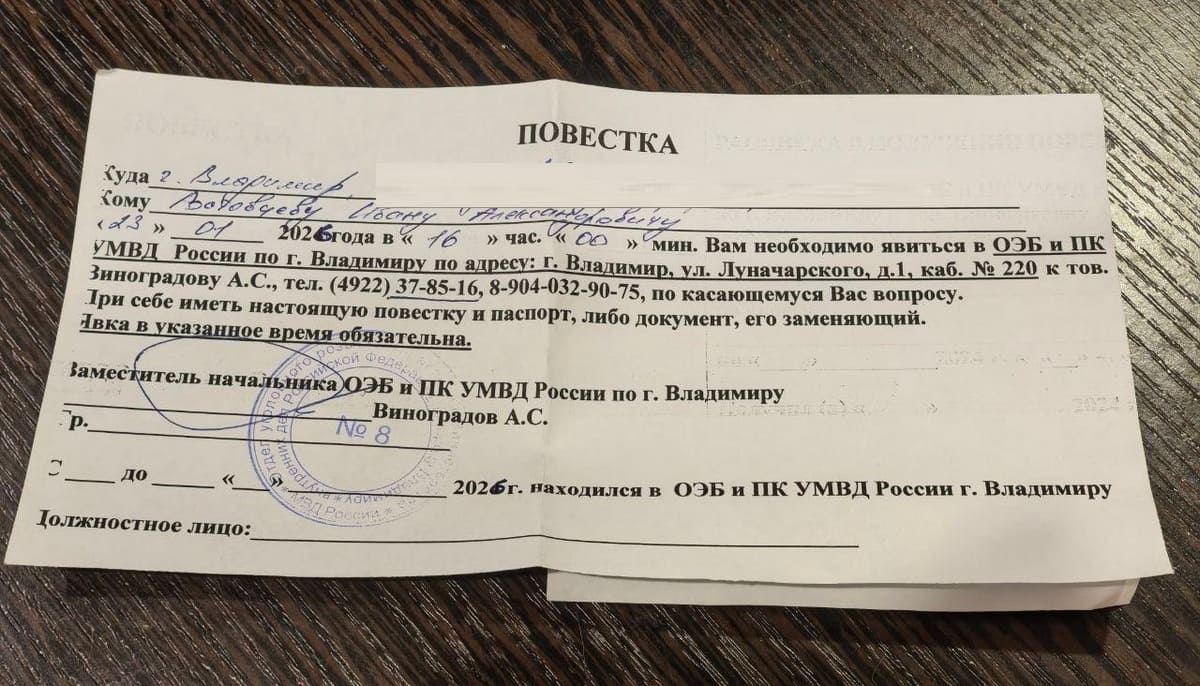 ПОВЕСТКА
Куда г. Владимир,
Кому Ивану Александровичу
«23» 01 2026 года в «16» час. «00» мин. Вам необходимо явиться в ОЭБ и ПК
УМВД России по г. Владимиру по адресу: г. Владимир, ул. Луначарского, д.1, каб. № 220 к тов.
Виноградову А.С., тел. (4922) 37-85-16, 8-904-032-90-75, по касающемуся Вас вопросу.
При себе иметь настоящую повестку и паспорт, либо документ, его заменяющий.
Явка в указанное время обязательна.
Заместитель начальника ОЭБ и ПК УМВД России по г. Владимиру
Виноградов А.С.
Гр.
№ 8
С до « » 2026 г. находился в ОЭБ и ПК УМВД России г. Владимиру
Должностное лицо: